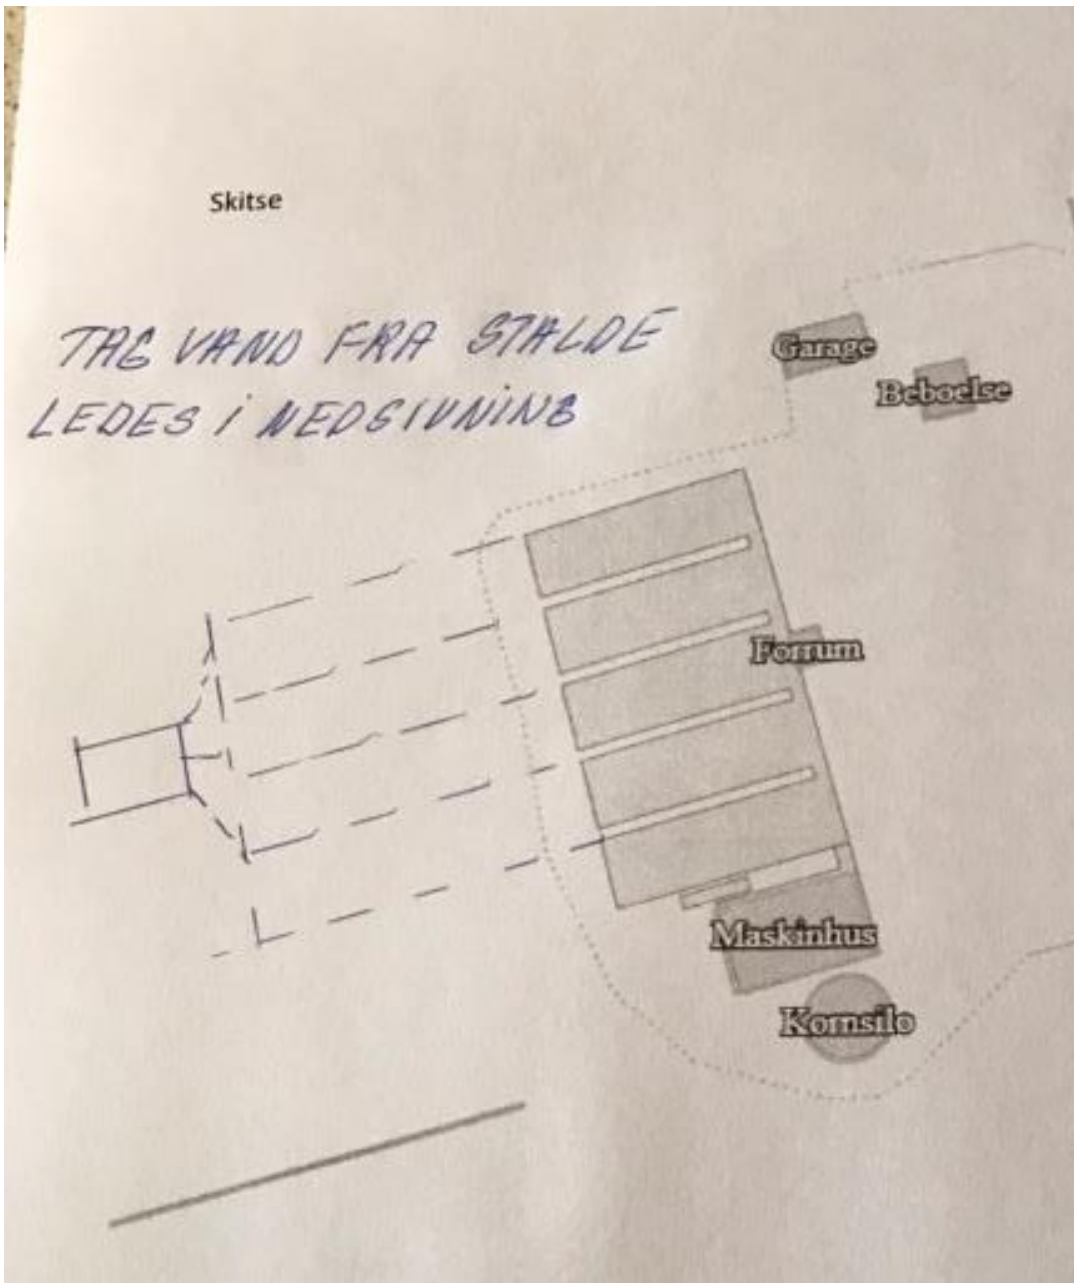 Skitse
TAG VAND FRA STALDE
LEDES i NEDSIVNING
Garage
Beboelse
Forrum
Maskinhus
Kornsilo